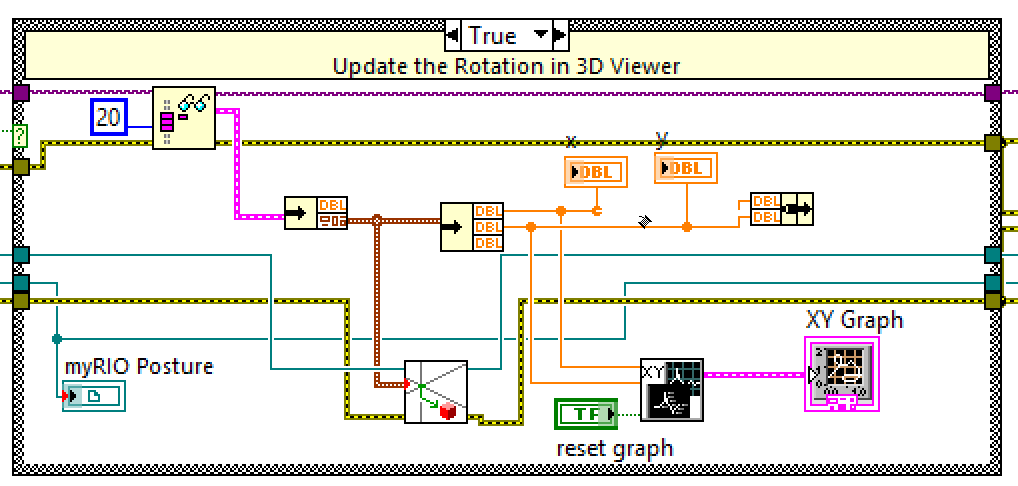 True
Update the Rotation in 3D Viewer
20
?
x
y
DBL
DBL
DBL
DBL
DBL
DBL
DBL
DBL
XY Graph
myRIO Posture
XY
TF
reset graph